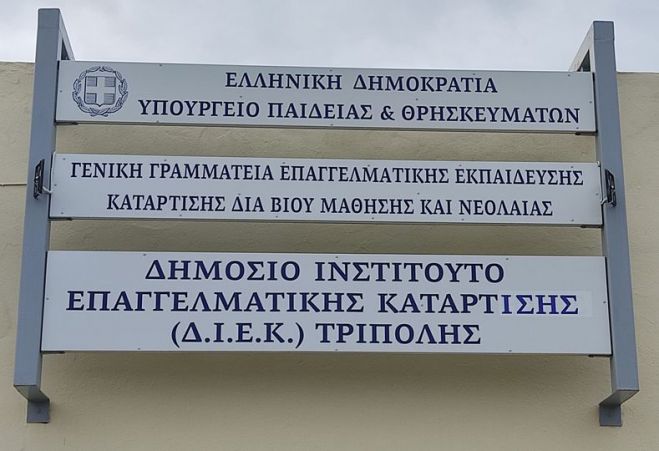 ΕΛΛΗΝΙΚΗ ΔΗΜΟΚΡΑΤΙΑ
ΥΠΟΥΡΓΕΙΟ ΠΑΙΔΕΙΑΣ & ΘΡΗΣΚΕΥΜΑΤΩΝ
ΓΕΝΙΚΗ ΓΡΑΜΜΑΤΕΙΑ ΕΠΑΓΓΕΛΜΑΤΙΚΗΣ ΕΚΠΑΙΔΕΥΣΗΣ
ΚΑΤΑΡΤΙΣΗΣ ΔΙΑ ΒΙΟΥ ΜΑΘΗΣΗΣ ΚΑΙ ΝΕΟΛΑΙΑΣ
ΔΗΜΟΣΙΟ ΙΝΣΤΙΤΟΥΤΟ
ΕΠΑΓΓΕΛΜΑΤΙΚΗΣ ΚΑΤΑΡΤΙΣΗΣ
(Δ.Ι.Ε.Κ.) ΤΡΙΠΟΛΗΣ